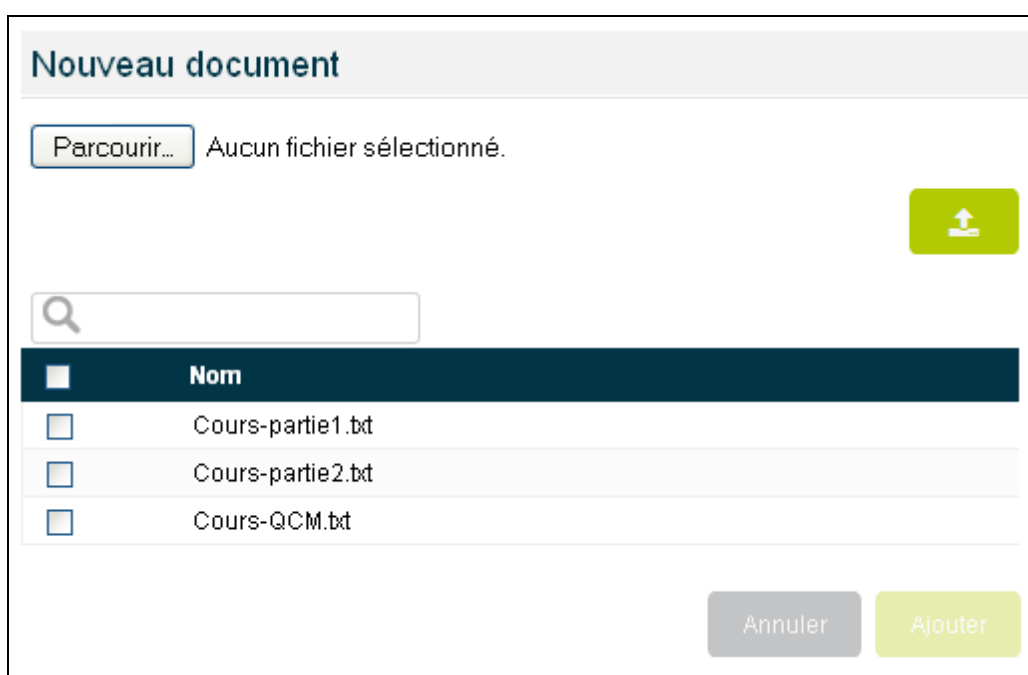 Nouveau document
Parcourir... Aucun fichier sélectionné.
Nom
Cours-partie1.txt
Cours-partie2.txt
Cours-QCM.txt
Annuler Ajouter